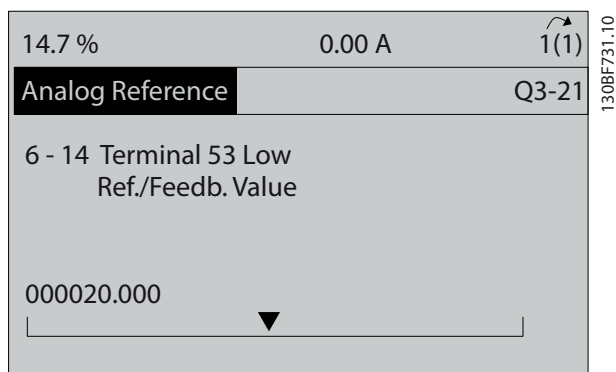 14.7 % 0.00 A 1(1)
Analog Reference Q3-21
6 - 14 Terminal 53 Low
Ref./Feedb. Value
000020.000
130BF731.10